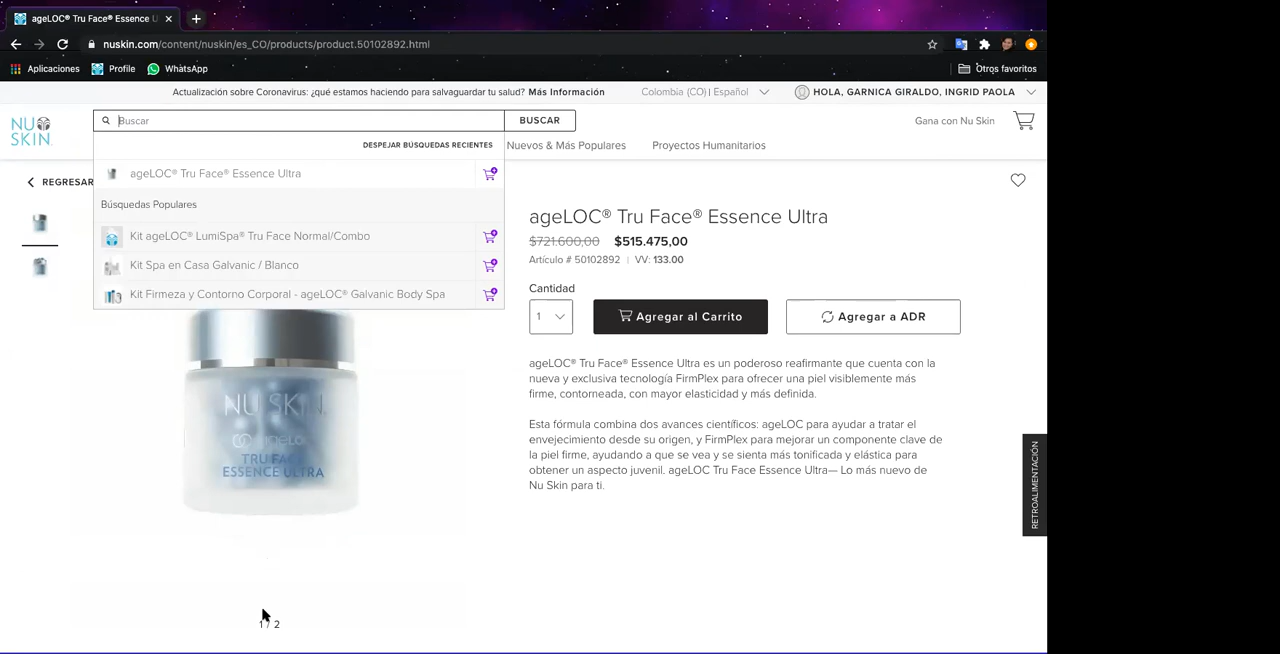 ageLOC® Tru Face® Essence U
nuskin.com/content/nuskin/es_CO/products/product.50102892.html
Aplicaciones
Profile
WhatsApp
Otros favoritos
Actualización sobre Coronavirus: ¿qué estamos haciendo para salvaguardar tu salud? Más Información
Colombia (CO) | Español
HOLA, GARNICA GIRALDO, INGRID PAOLA
NU SKIN
Buscar
BUSCAR
Gana con Nu Skin
DESPEJAR BÚSQUEDAS RECIENTES
Nuevos & Más Populares
Proyectos Humanitarios
ageLOC® Tru Face® Essence Ultra
REGRESAR
Búsquedas Populares
Kit ageLOC® LumiSpa® Tru Face Normal/Combo
Kit Spa en Casa Galvanic / Blanco
Kit Firmeza y Contorno Corporal - ageLOC® Galvanic Body Spa
ageLOC® Tru Face® Essence Ultra
$721.600,00 $515.475,00
Artículo # 50102892 | VV: 133.00
Cantidad
1
Agregar al Carrito
Agregar a ADR
ageLOC® Tru Face® Essence Ultra es un poderoso reafirmante que cuenta con la
nueva y exclusiva tecnología FirmPlex para ofrecer una piel visiblemente más
firme, contorneada, con mayor elasticidad y más definida.
Esta fórmula combina dos avances científicos: ageLOC para ayudar a tratar el
envejecimiento desde su origen, y FirmPlex para mejorar un componente clave de
la piel firme, ayudando a que se vea y se sienta más tonificada y elástica para
obtener un aspecto juvenil. ageLOC Tru Face Essence Ultra— Lo más nuevo de
Nu Skin para ti.
NU SKIN
AGELOC
TRU FACE
ESSENCE ULTRA
1 / 2
RETROALIMENTACIÓN